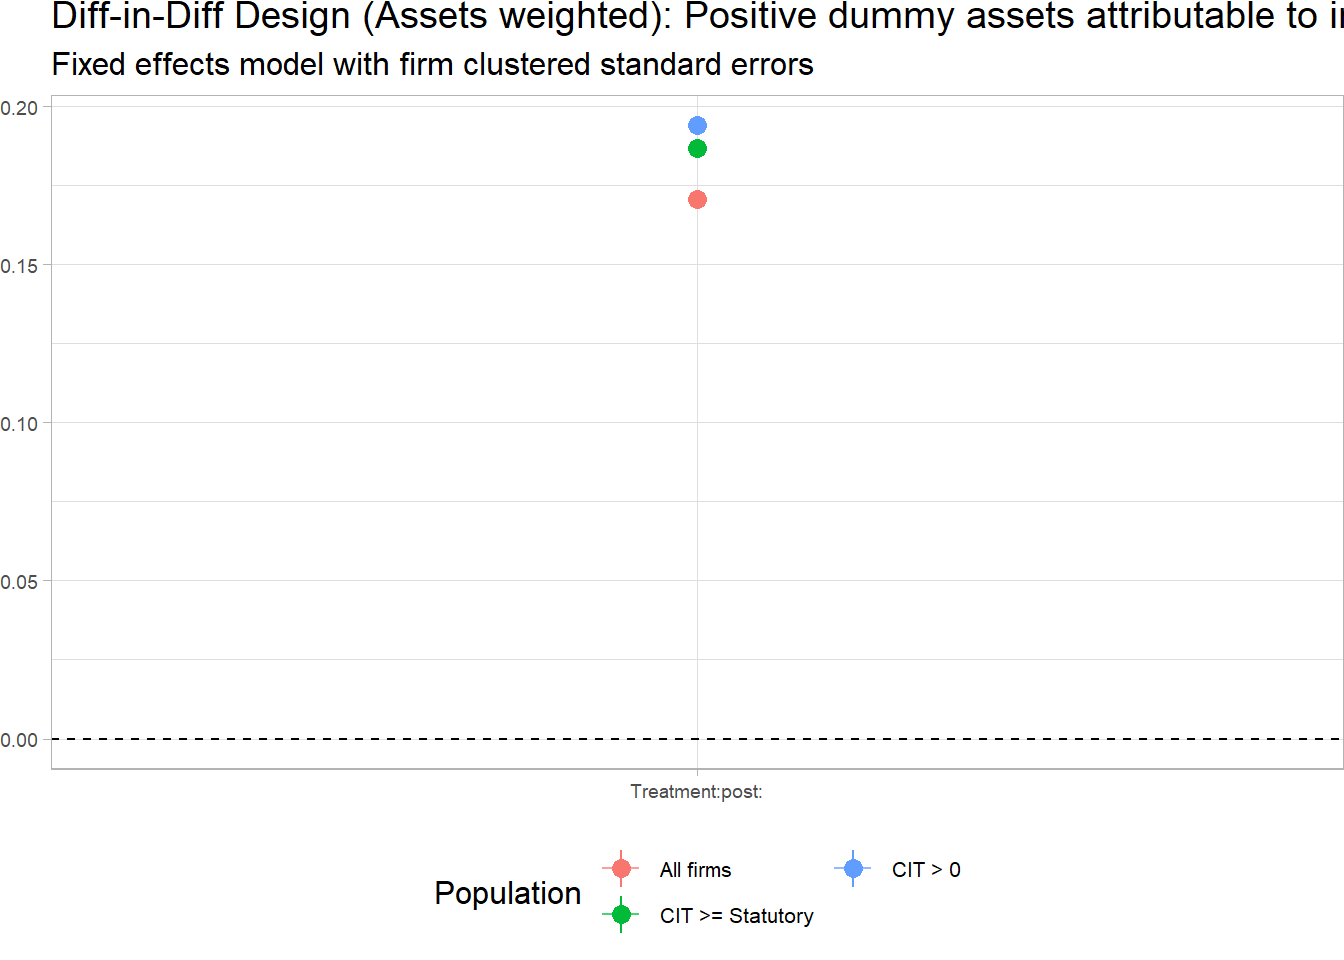 Diff-in-Diff Design (Assets weighted): Positive dummy assets attributable to
Fixed effects model with firm clustered standard errors
0.20
0.15
0.10
0.05
0.00
Treatment:post:
Population
All firms
CIT > 0
CIT >= Statutory